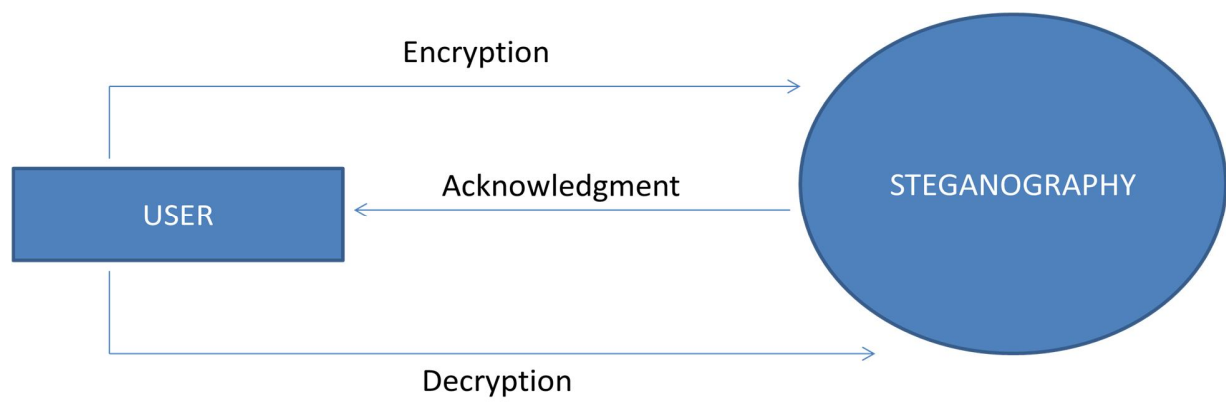 Encryption
Acknowledgment
STEGANOGRAPHY
USER
Decryption